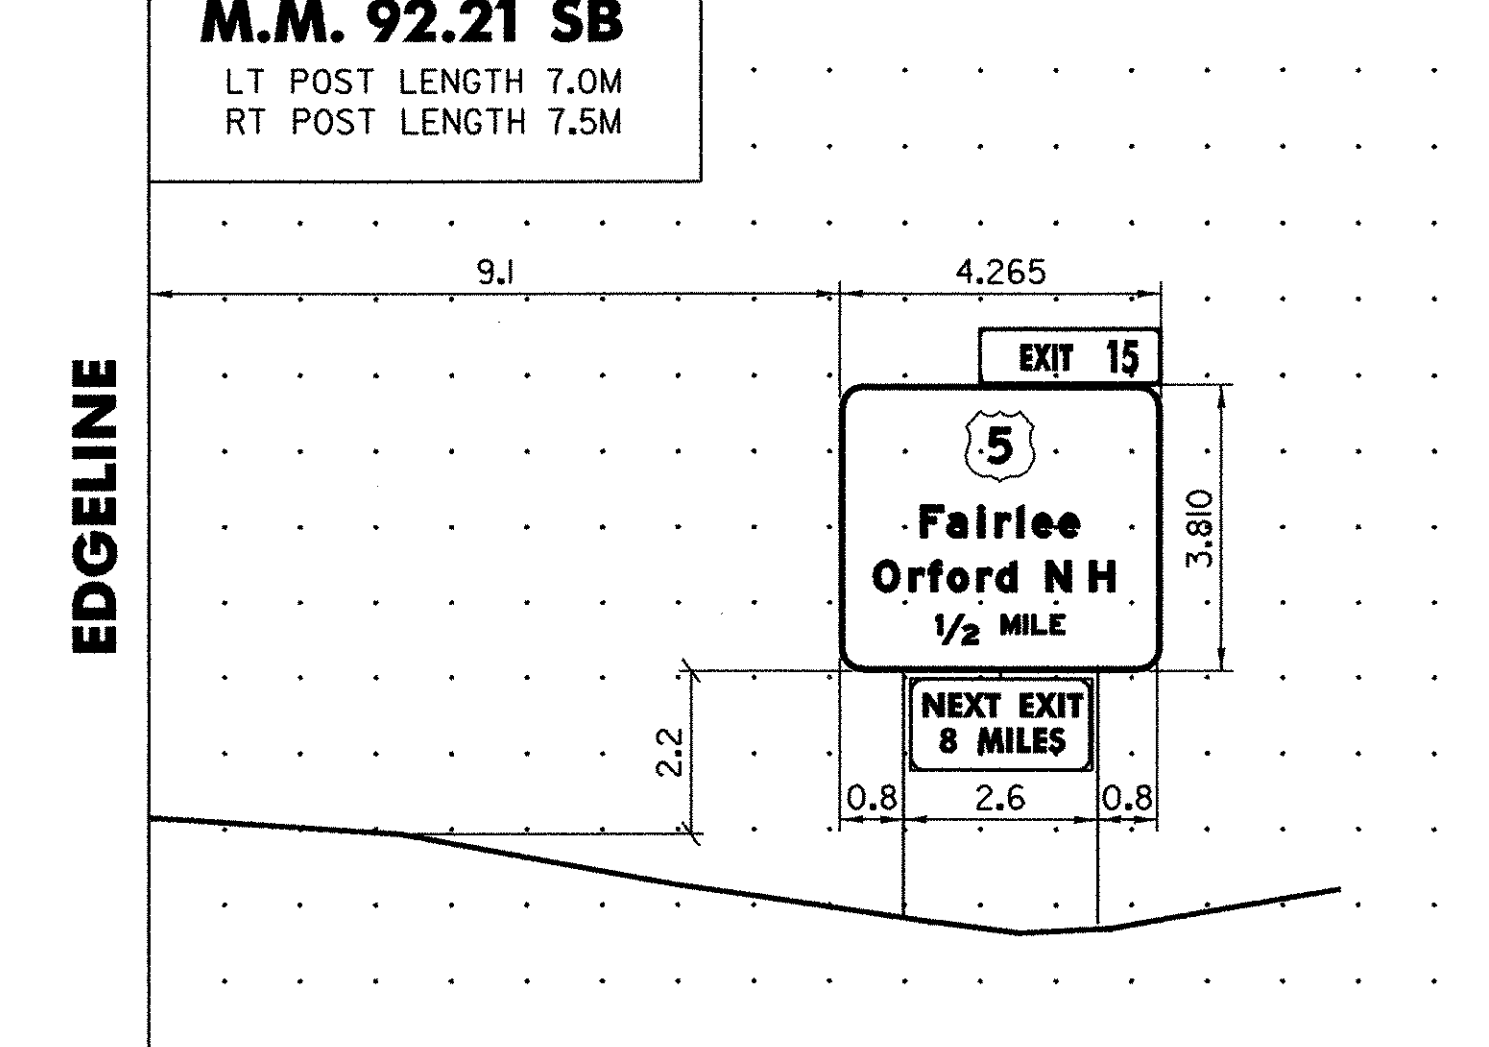 M.M. 92.21 SB
LT POST LENGTH 7.0M
RT POST LENGTH 7.5M
9.1
4.265
EXIT 15
5
Fairlee
Orford NH
1/2 MILE
3.810
EDGELINE
2.2
NEXT EXIT
8 MILES
0.8 2.6 0.8